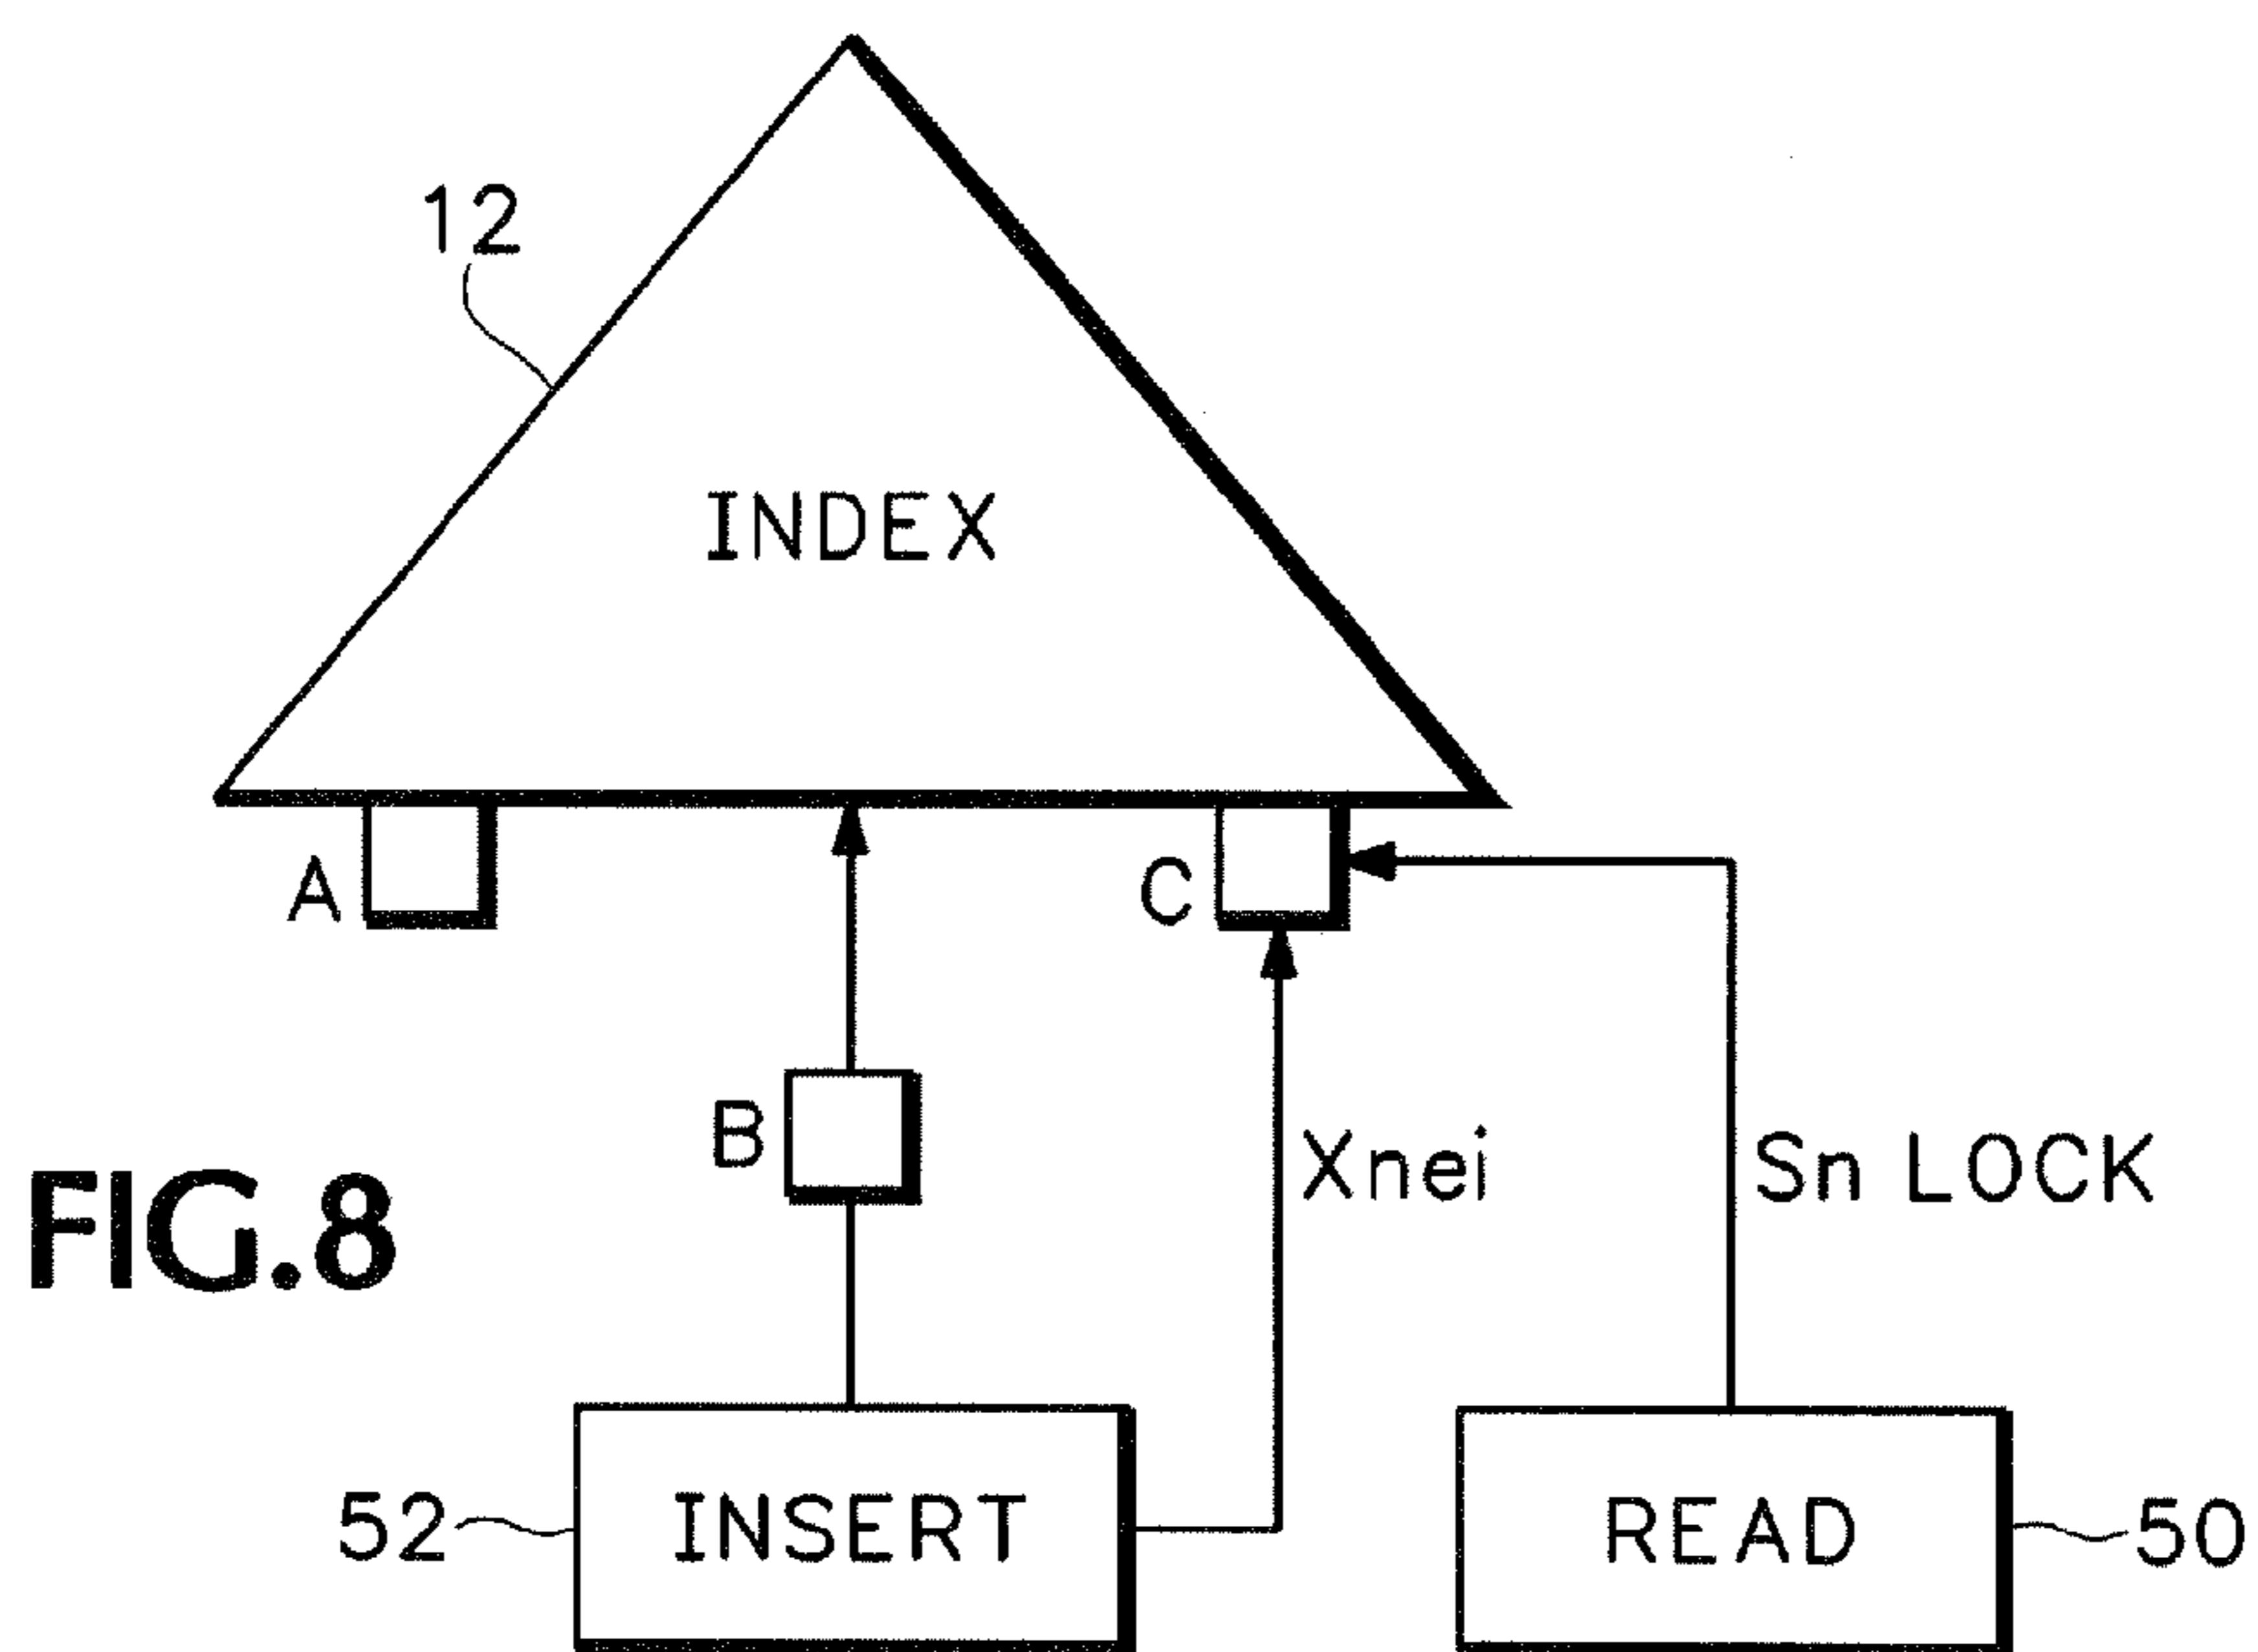 12
INDEX
A
C
B
Xnei
Sn LOCK
FIG.8
52
INSERT
READ
50